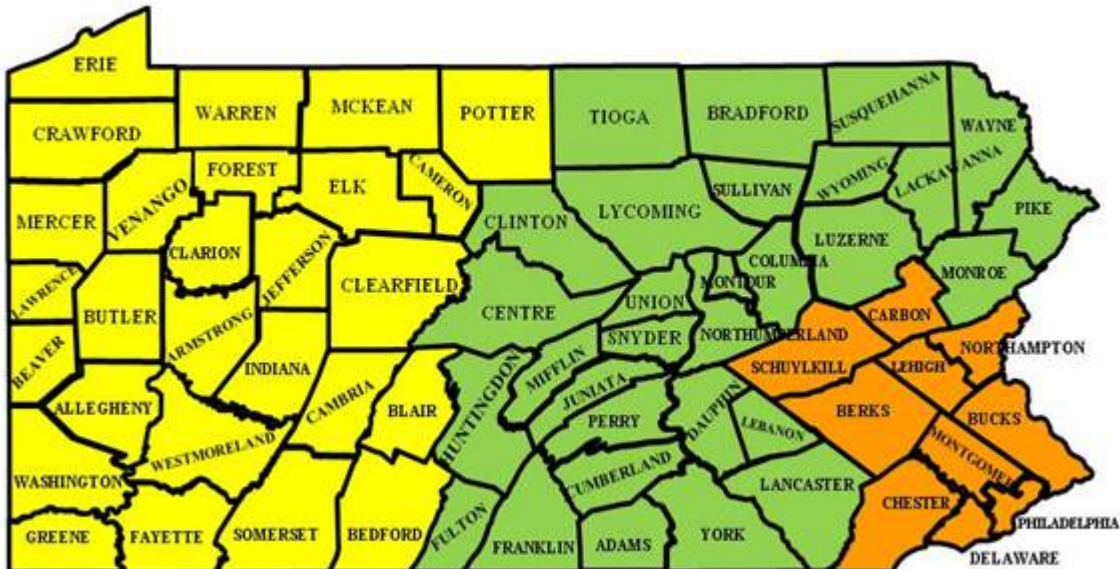 ERIE
WARREN
MCKEAN
POTTER
TIOGA
BRADFORD
SUSQUEHANNA
WAYNE
CRAWFORD
FOREST
ELK
CAMERON
SULLIVAN
WYOMING
LACKAWANNA
MERCER
VENANGO
CLARION
JEFFERSON
CLINTON
LYCOMING
PIKE
LUZERNE
CLEARFIELD
COLUMBIA
MONROE
LAWRENCE
BUTLER
ARMSTRONG
CENTRE
UNION
MONTOUR
CARBON
BEAVER
INDIANA
SNYDER
NORTHUMBERLAND
NORTHAMPTON
MIFFLIN
SCHUYLKILL
LEHIGH
ALLEGHENY
CAMBRIA
BLAIR
HUNTINGDON
JUNIATA
PERRY
DAUPHIN
LEBANON
BERKS
BUCKS
WESTMORELAND
CUMBERLAND
MONTGOMER
WASHINGTON
LANCASTER
CHESTER
GREENE
FAYETTE
SOMERSET
BEDFORD
FULTON
FRANKLIN
ADAMS
YORK
PHILADELPHIA
DELAWARE